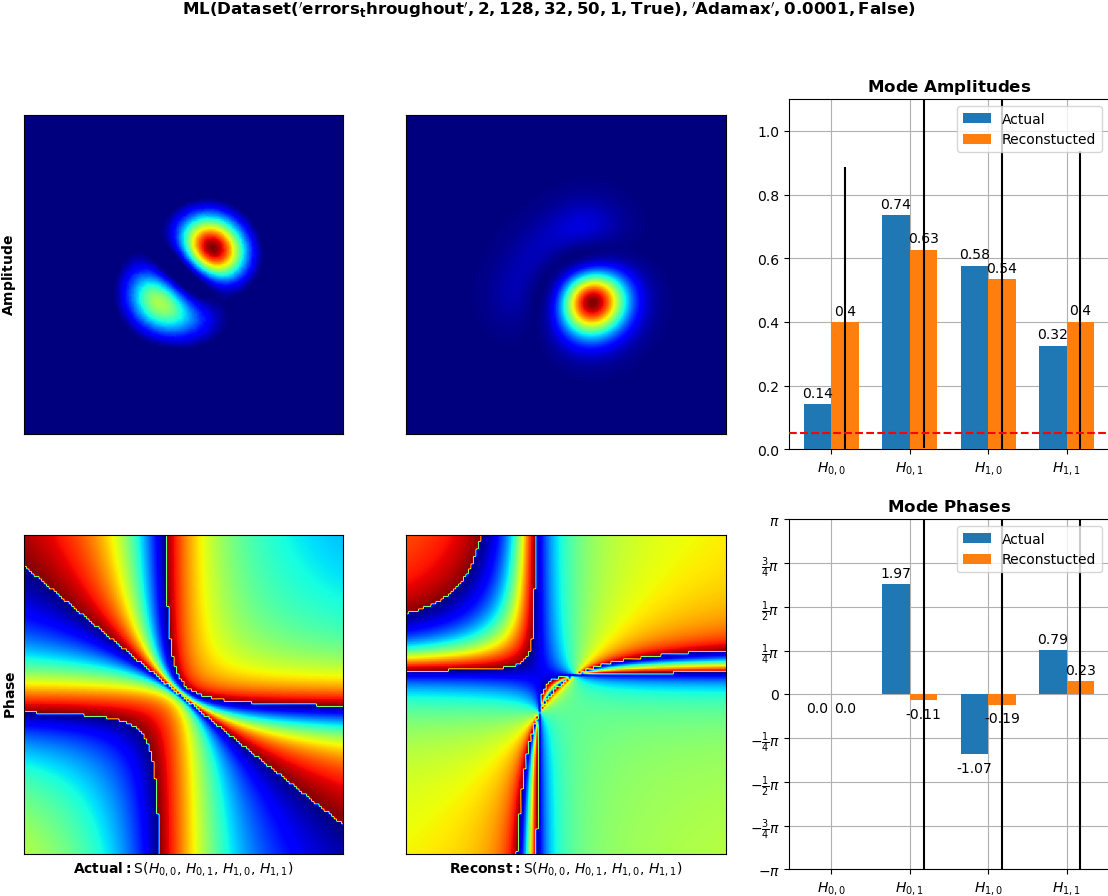 ML(Dataset('errors_throughout', 2, 128, 32, 50, 1, True), 'Adamax', 0.0001, False)
Amplitude
Mode Amplitudes
Actual
Reconstucted
1.0
0.8
0.6
0.4
0.2
0.0
0.14
0.4
0.74
0.63
0.58
0.54
0.32
0.4
H0,0
H0,1
H1,0
H1,1
Phase
Actual: S(H0,0, H0,1, H1,0, H1,1)
Reconst: S(H0,0, H0,1, H1,0, H1,1)
Mode Phases
Actual
Reconstucted
π
3/4π
1/2π
1/4π
0
−1/4π
−1/2π
−3/4π
−π
0.0
0.0
1.97
-0.11
-1.07
-0.19
0.79
0.23
H0,0
H0,1
H1,0
H1,1